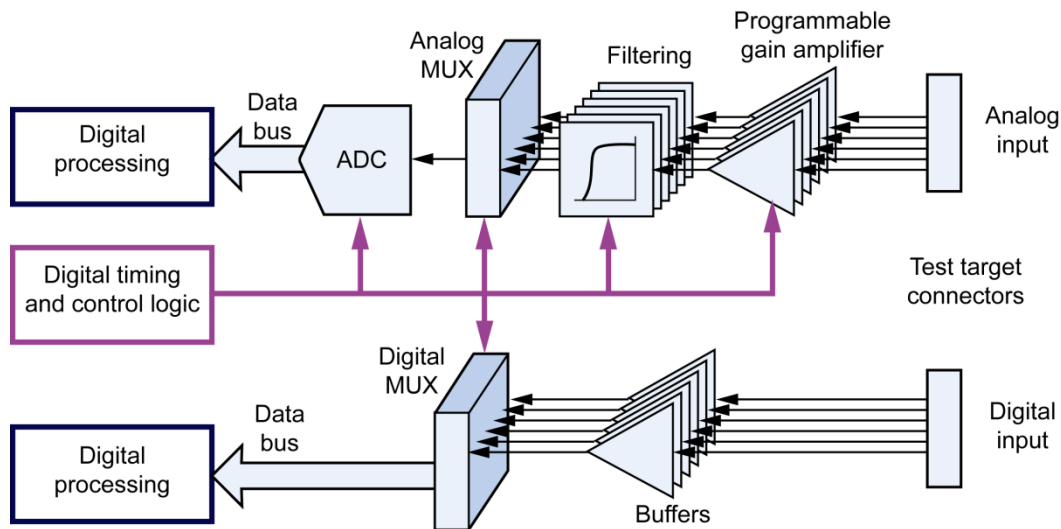 Programmable
gain amplifier
Analog
MUX
Filtering
Data
bus
Digital
processing
ADC
Analog
input
Digital timing
and control logic
Test target
connectors
Digital
MUX
Data
bus
Digital
processing
Digital
input
Buffers